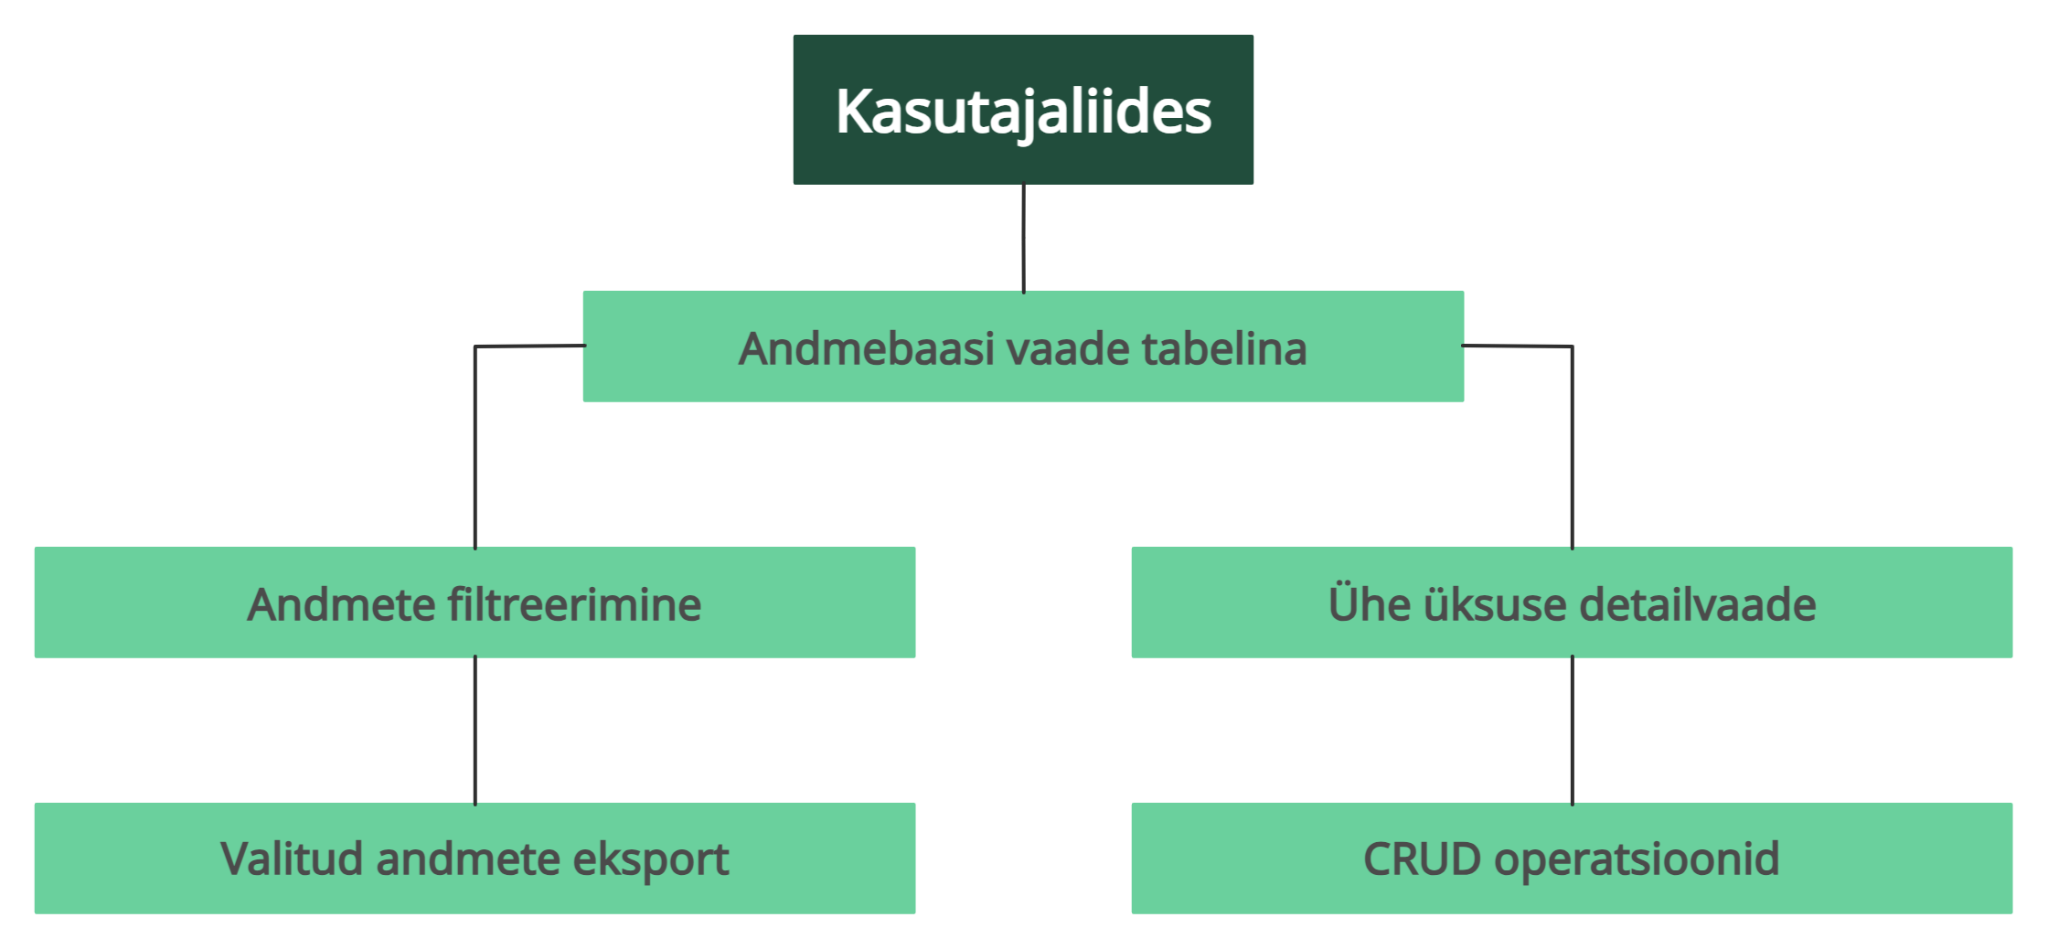 Kasutajaliides
Andmebaasi vaade tabelina
Andmete filtreerimine
Ühe üksuse detailvaade
Valitud andmete eksport
CRUD operatsioonid